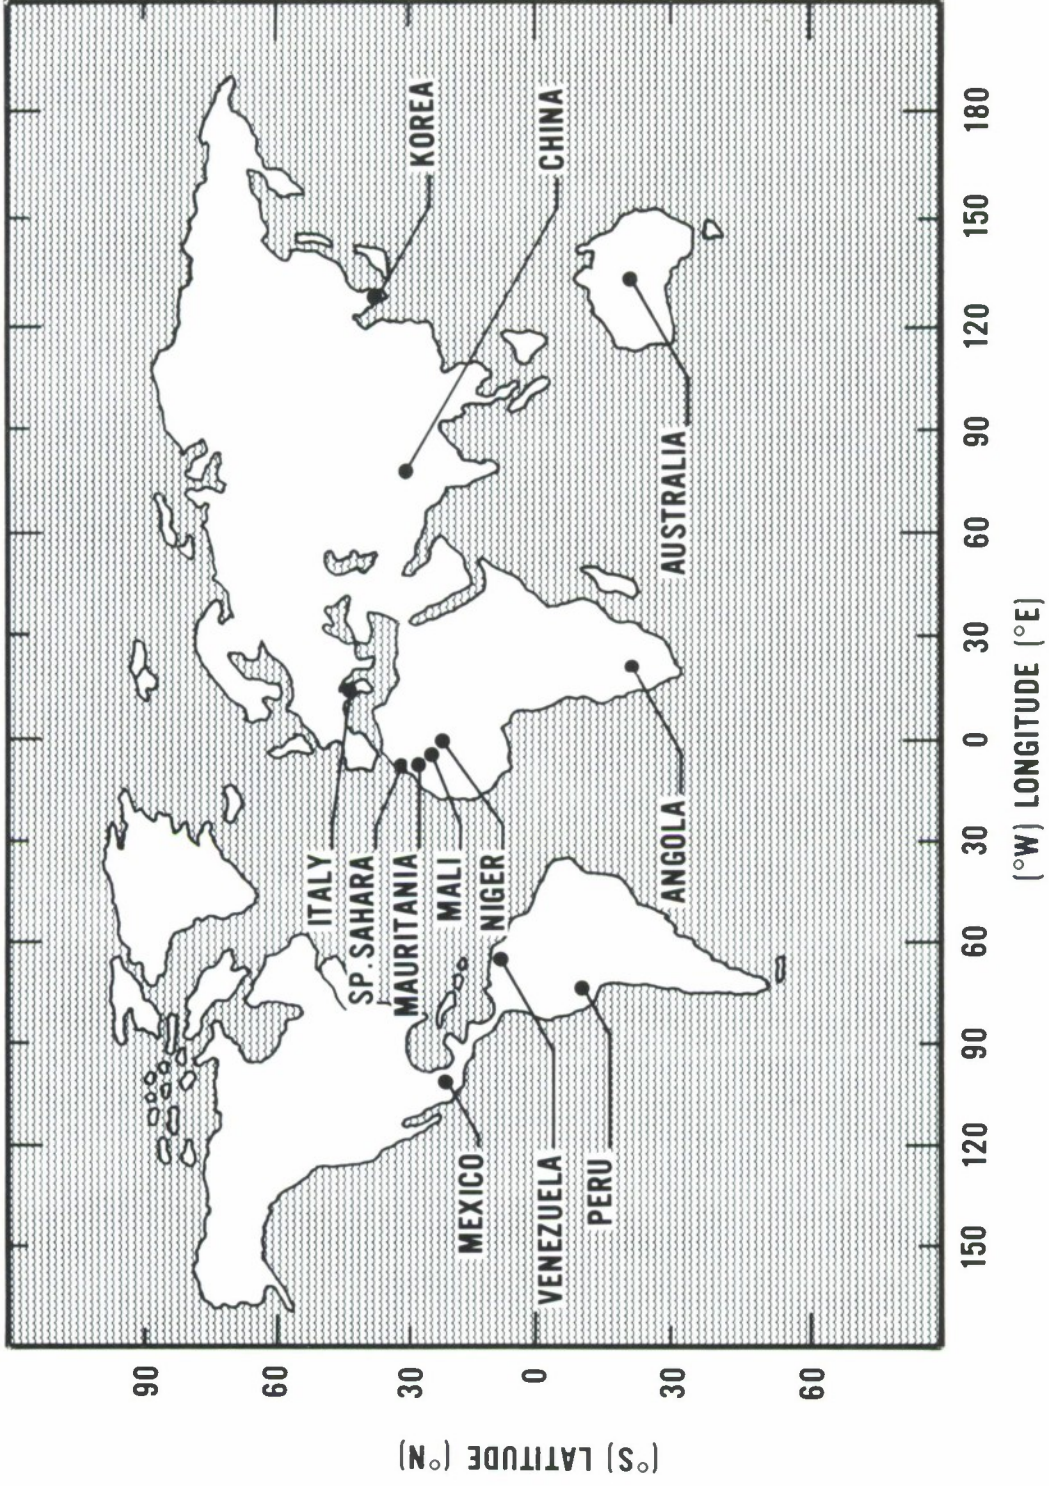 KOREA
CHINA
ITALY
SP. SAHARA
MAURITANIA
MALI
NIGER
AUSTRALIA
ANGOLA
MEXICO
VENEZUELA
PERU
90
60
30
0
30
60
(°S) LATITUDE (°N)
150 120 90 60 30 0 30 60 90 120 150 180
(°W) LONGITUDE (°E)